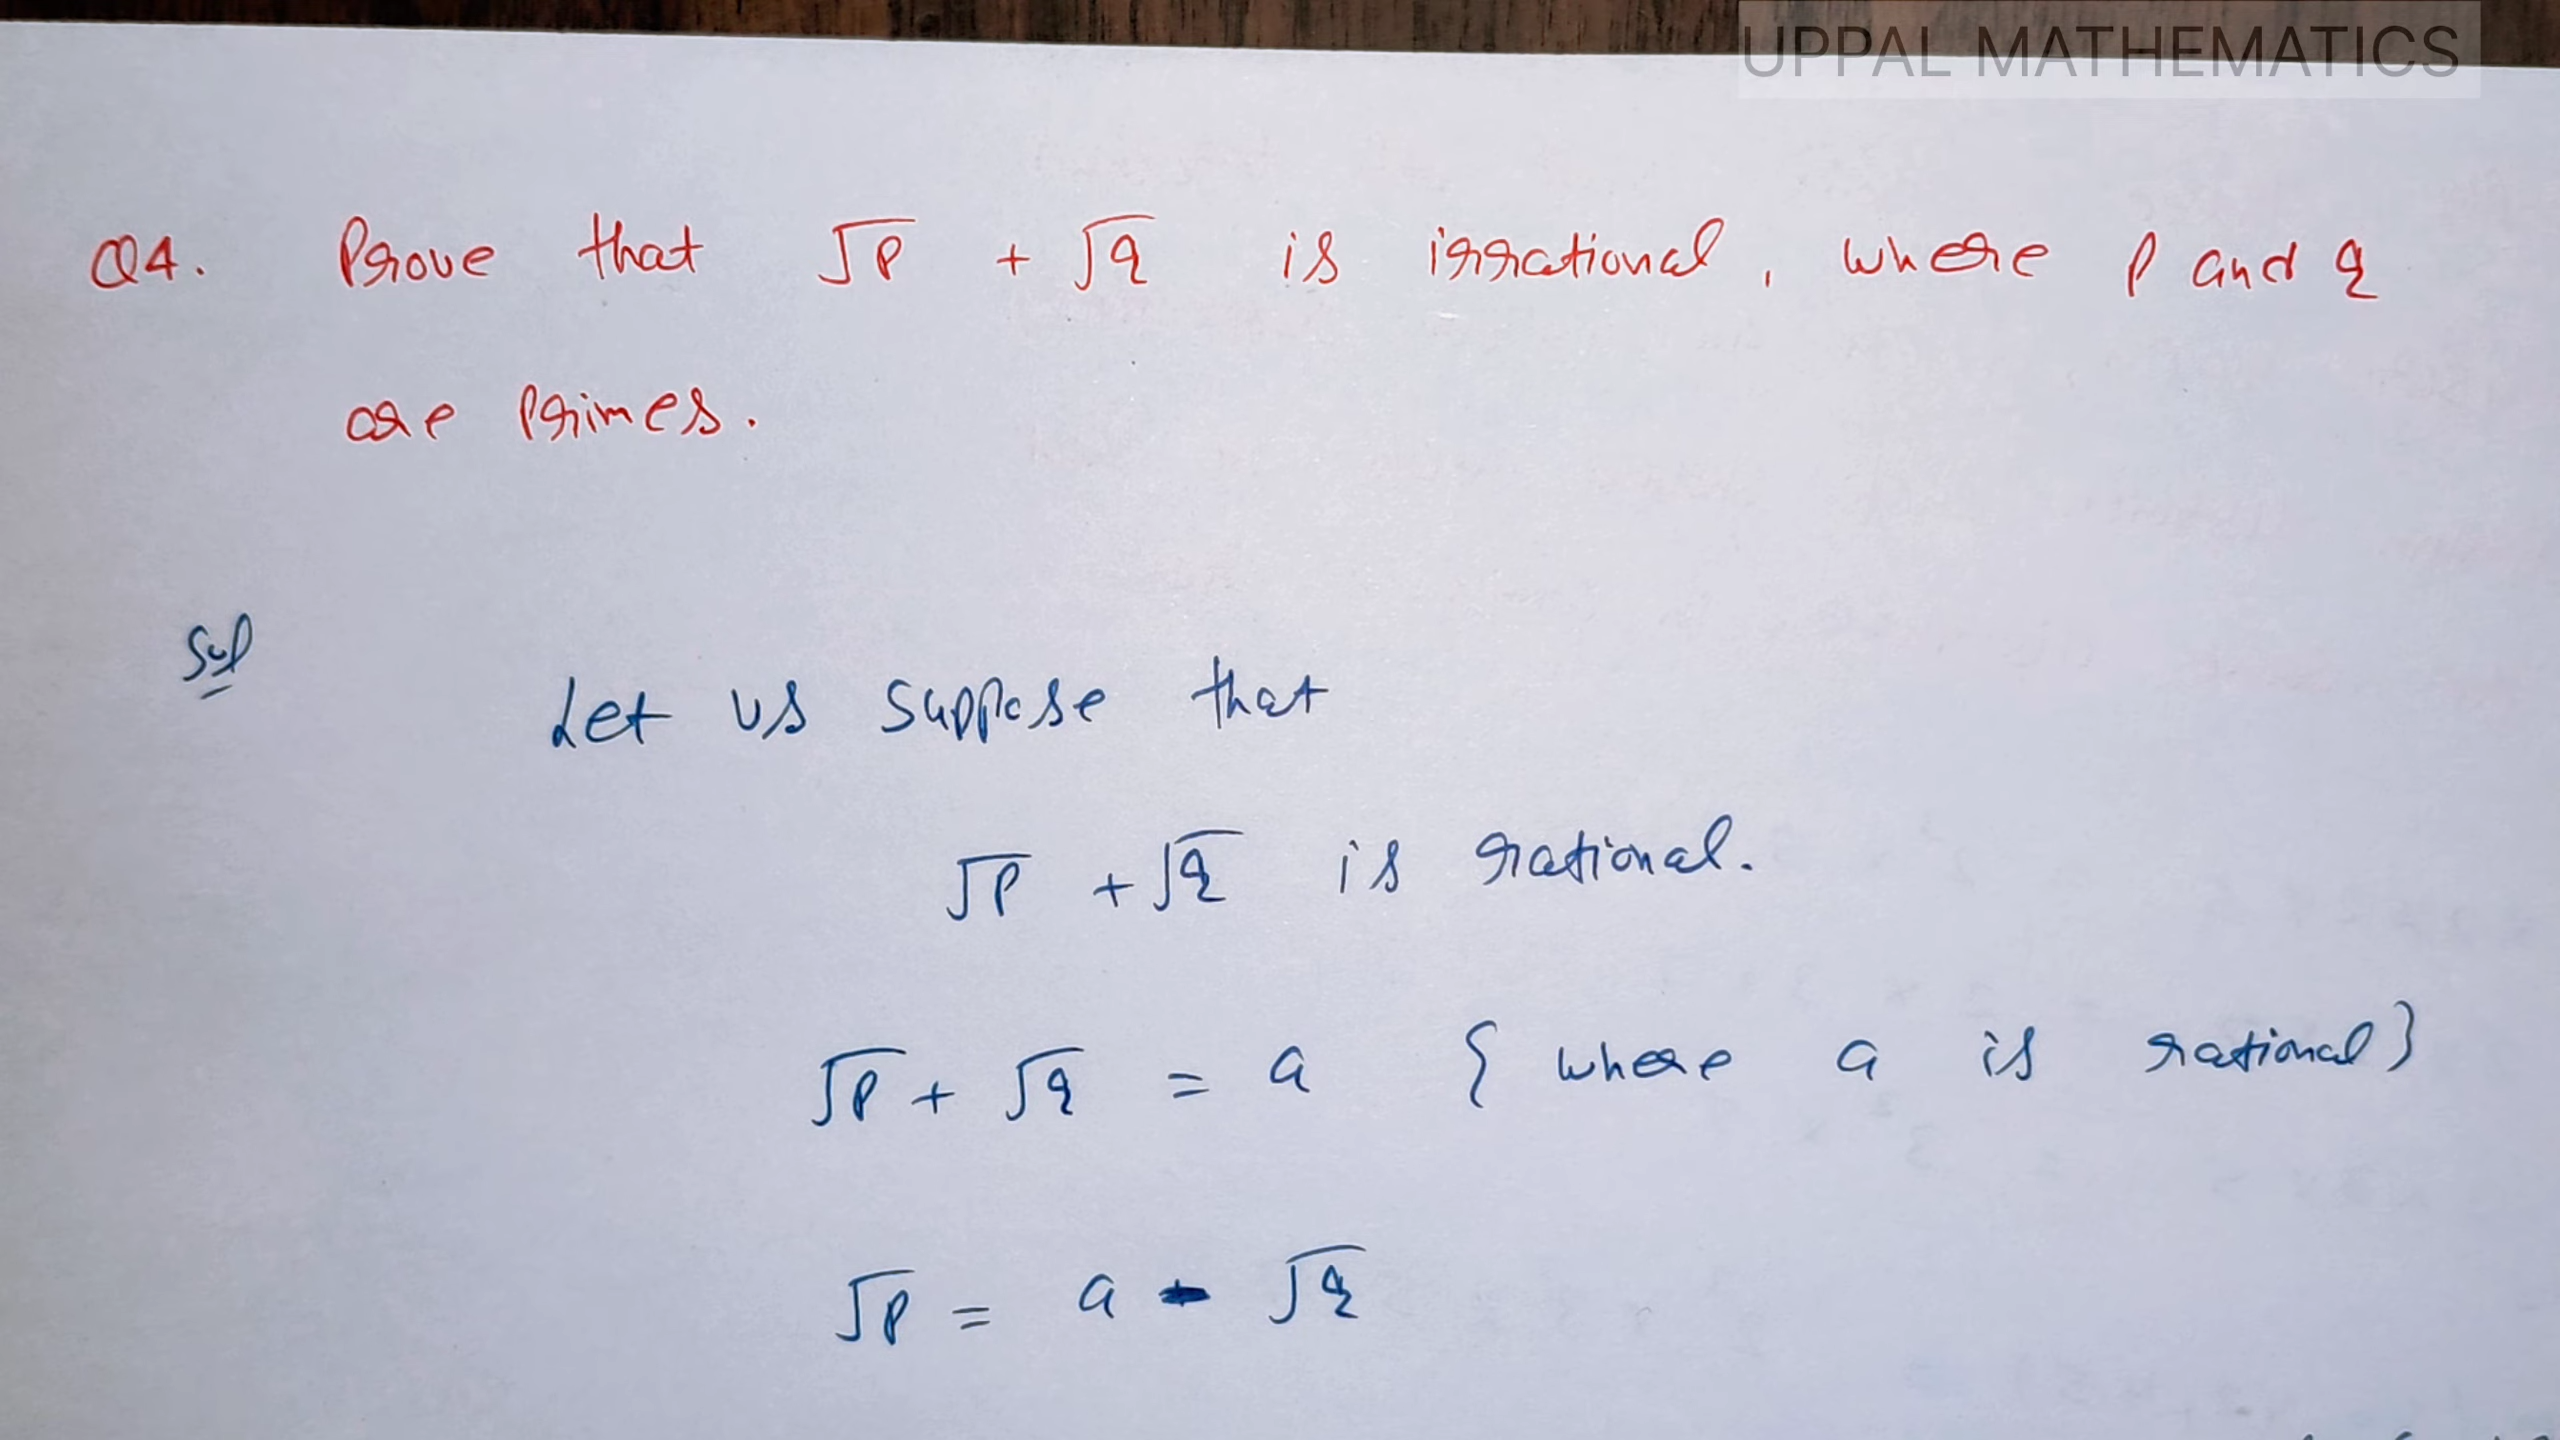 UPPAL MATHEMATICS
Q4. Prove that √p + √q is irrational, where p and q
are primes.
Sol
Let us suppose that
√p + √q is rational.
√p + √q = a { where a is rational}
√p = a - √q